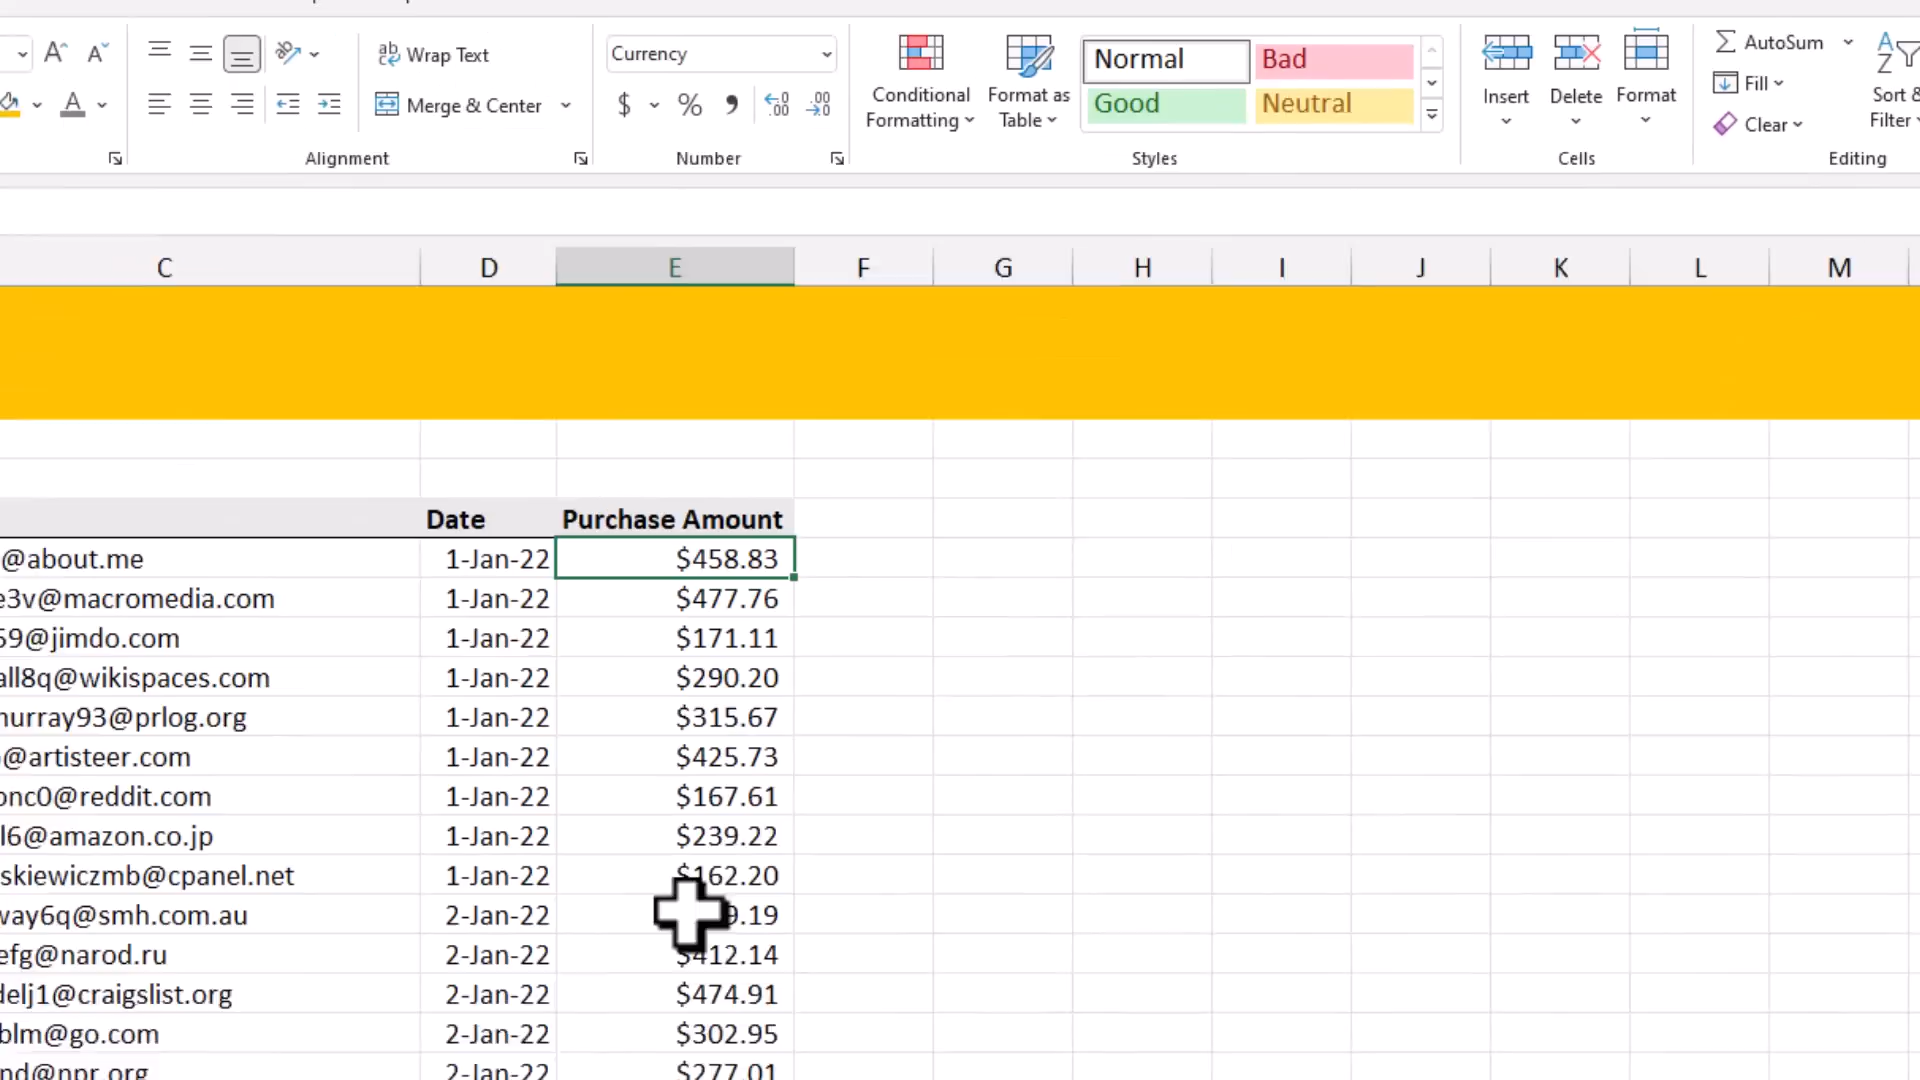 Wrap Text
Currency
Normal
Bad
AutoSum
Conditional Formatting
Format as Table
Good
Neutral
Insert
Delete
Format
Fill
Sort &
Filter
Merge & Center
$ % 9
Clear
Alignment
Number
Styles
Cells
Editing
C D E F G H I J K L M
Date Purchase Amount
@about.me 1-Jan-22 $458.83
e3v@macromedia.com 1-Jan-22 $477.76
59@jimdo.com 1-Jan-22 $171.11
all8q@wikispaces.com 1-Jan-22 $290.20
murray93@prlog.org 1-Jan-22 $315.67
@artisteer.com 1-Jan-22 $425.73
onc0@reddit.com 1-Jan-22 $167.61
l6@amazon.co.jp 1-Jan-22 $239.22
skiewiczmb@cpanel.net 1-Jan-22 $162.20
way6q@smh.com.au 2-Jan-22 9.19
efg@narod.ru 2-Jan-22 $412.14
delj1@craigslist.org 2-Jan-22 $474.91
blm@go.com 2-Jan-22 $302.95
nd@npr.org 2-Jan-22 $277.01